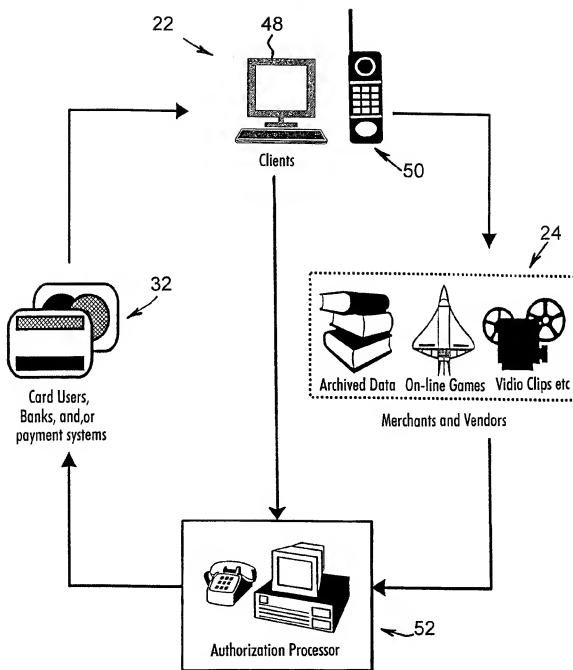 48
22
Clients
50
24
32
Archived Data On-line Games Vidio Clips etc
Card Users,
Banks, and,or
payment systems
Merchants and Vendors
Authorization Processor
52